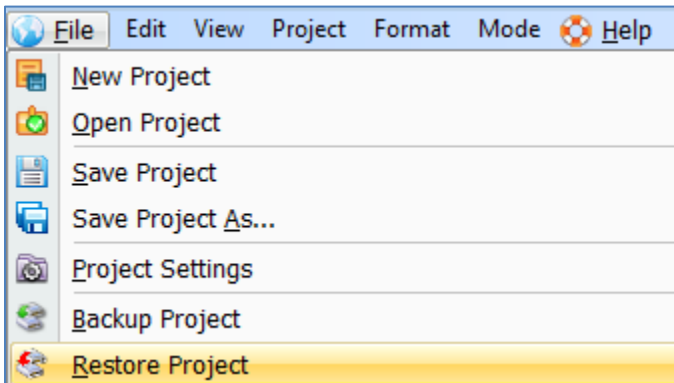 File Edit View Project Format Mode Help
New Project
Open Project
Save Project
Save Project As...
Project Settings
Backup Project
Restore Project